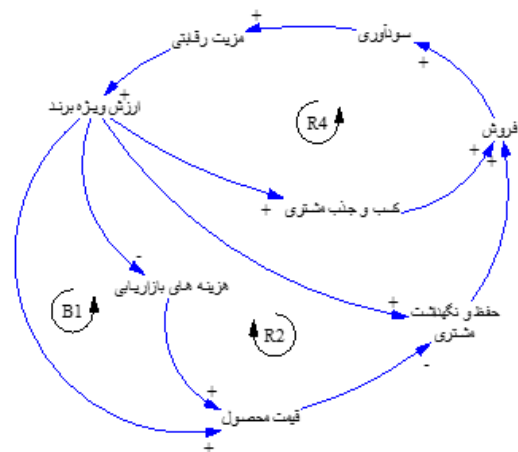 سودآوری
مزیت رقابتی
+
+
+
+
ارزش ویژه برند
R4
فروش
+
+
کسب و جذب مشتری
+
-
هزینه های بازاریابی
+
حفظ و نگهداشت
مشتری
B1
R2
-
+
قیمت محصول
+